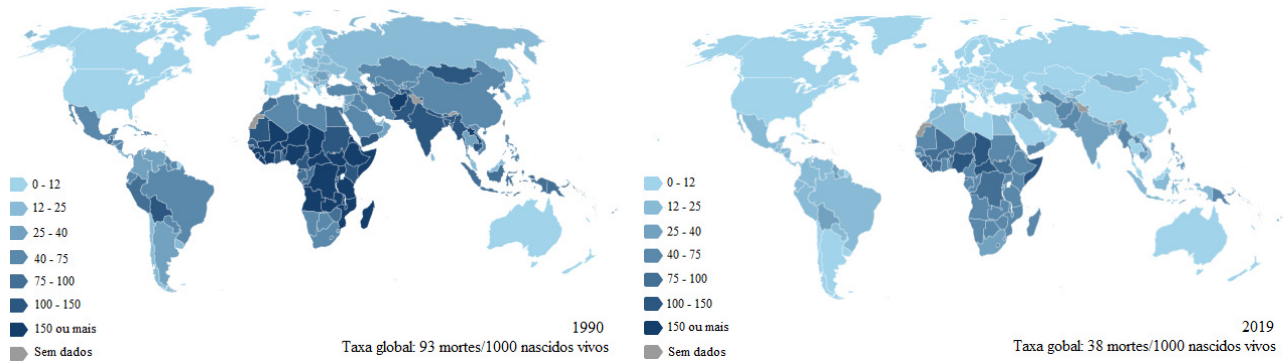 0 - 12
12 - 25
25 - 40
40 - 75
75 - 100
100 - 150
150 ou mais
Sem dados
1990
Taxa global: 93 mortes/1000 nascidos vivos
0 - 12
12 - 25
25 - 40
40 - 75
75 - 100
100 - 150
150 ou mais
Sem dados
2019
Taxa gobal: 38 mortes/1000 nascidos vivos